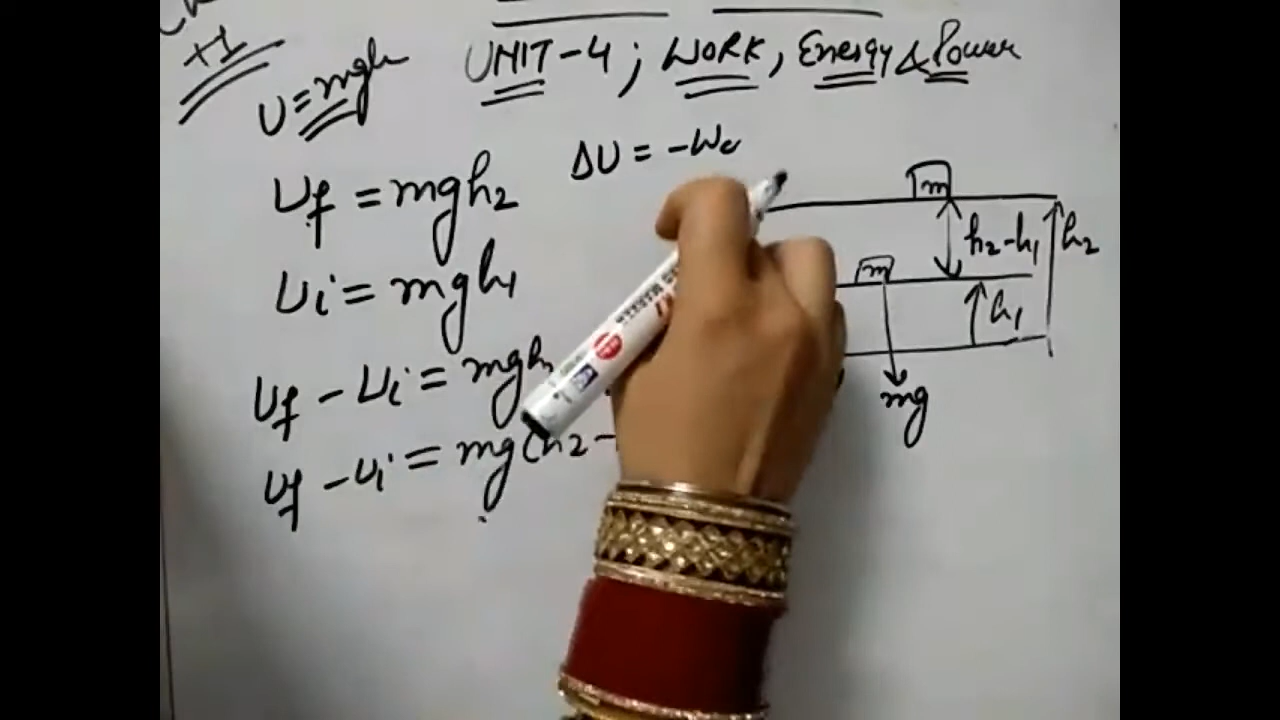 +1
UNIT-4; WORK, Energy & Power
U = mgh
ΔU = -Wc
Uf = mgh2
Ui = mgh1
Uf - Ui = mgh
Uf - Ui = mg(h2 -
m
h2-h1
h2
m
h1
mg